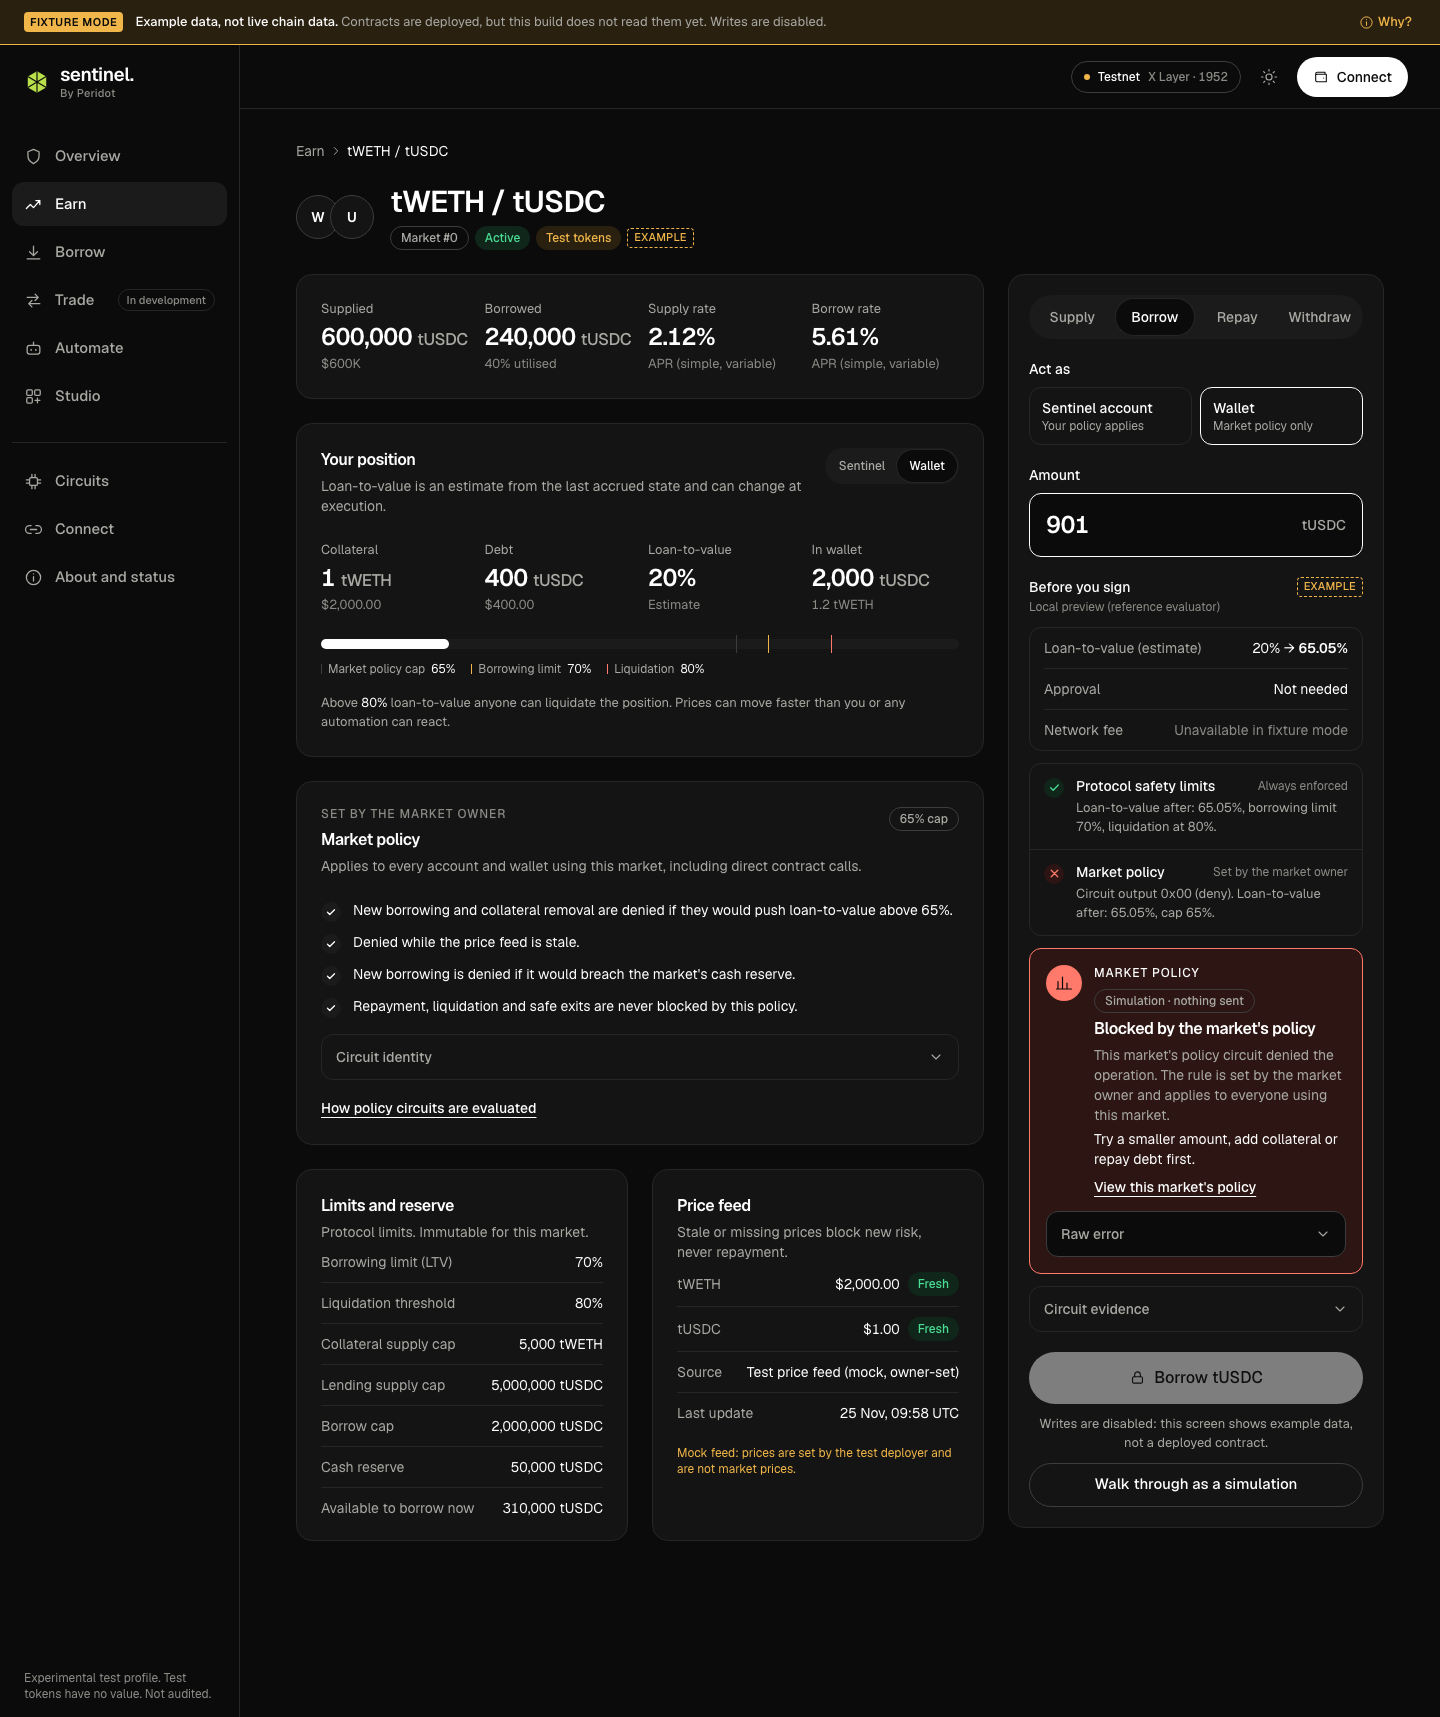 FIXTURE MODE Example data, not live chain data. Contracts are deployed, but this build does not read them yet. Writes are disabled. Why?
sentinel.
By Peridot
Testnet X Layer · 1952
Connect
Overview
Earn
Borrow
Trade In development
Automate
Studio
Circuits
Connect
About and status
Experimental test profile. Test
tokens have no value. Not audited.
Earn > tWETH / tUSDC
W U
tWETH / tUSDC
Market #0 Active Test tokens EXAMPLE
Supplied
600,000 tUSDC
$600K
Borrowed
240,000 tUSDC
40% utilised
Supply rate
2.12%
APR (simple, variable)
Borrow rate
5.61%
APR (simple, variable)
Your position
Loan-to-value is an estimate from the last accrued state and can change at
execution.
Sentinel Wallet
Collateral
1 tWETH
$2,000.00
Debt
400 tUSDC
$400.00
Loan-to-value
20%
Estimate
In wallet
2,000 tUSDC
1.2 tWETH
Market policy cap 65% Borrowing limit 70% Liquidation 80%
Above 80% loan-to-value anyone can liquidate the position. Prices can move faster than you or any
automation can react.
SET BY THE MARKET OWNER
65% cap
Market policy
Applies to every account and wallet using this market, including direct contract calls.
New borrowing and collateral removal are denied if they would push loan-to-value above 65%.
Denied while the price feed is stale.
New borrowing is denied if it would breach the market's cash reserve.
Repayment, liquidation and safe exits are never blocked by this policy.
Circuit identity
How policy circuits are evaluated
Limits and reserve
Protocol limits. Immutable for this market.
Borrowing limit (LTV) 70%
Liquidation threshold 80%
Collateral supply cap 5,000 tWETH
Lending supply cap 5,000,000 tUSDC
Borrow cap 2,000,000 tUSDC
Cash reserve 50,000 tUSDC
Available to borrow now 310,000 tUSDC
Price feed
Stale or missing prices block new risk,
never repayment.
tWETH $2,000.00 Fresh
tUSDC $1.00 Fresh
Source Test price feed (mock, owner-set)
Last update 25 Nov, 09:58 UTC
Mock feed: prices are set by the test deployer and
are not market prices.
Supply Borrow Repay Withdraw
Act as
Sentinel account
Your policy applies
Wallet
Market policy only
Amount
901 tUSDC
Before you sign EXAMPLE
Local preview (reference evaluator)
Loan-to-value (estimate) 20% → 65.05%
Approval Not needed
Network fee Unavailable in fixture mode
Protocol safety limits Always enforced
Loan-to-value after: 65.05%, borrowing limit
70%, liquidation at 80%.
Market policy Set by the market owner
Circuit output 0x00 (deny). Loan-to-value
after: 65.05%, cap 65%.
MARKET POLICY
Simulation · nothing sent
Blocked by the market's policy
This market's policy circuit denied the
operation. The rule is set by the market
owner and applies to everyone using
this market.
Try a smaller amount, add collateral or
repay debt first.
View this market's policy
Raw error
Circuit evidence
Borrow tUSDC
Writes are disabled: this screen shows example data,
not a deployed contract.
Walk through as a simulation